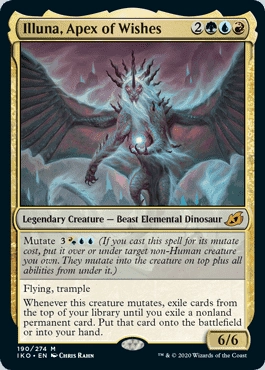 Illuna, Apex of Wishes 2
Legendary Creature — Beast Elemental Dinosaur
Mutate 3 (If you cast this spell for its mutate
cost, put it over or under target non-Human creature
you own. They mutate into the creature on top plus all
abilities from under it.)
Flying, trample
Whenever this creature mutates, exile cards from
the top of your library until you exile a nonland
permanent card. Put that card onto the battlefield
or into your hand.
6/6
190/274 M
IKO • EN Chris Rahn
™ & © 2020 Wizards of the Coast